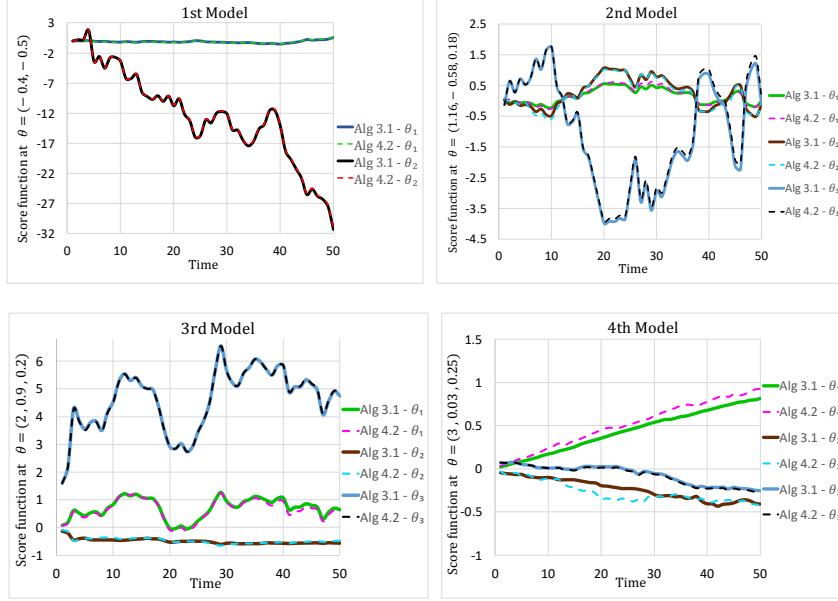 1st Model
Score function at θ = (− 0.4, − 0.5)
3
-2
-7
-12
-17
-22
-27
-32
0 10 20 30 40 50
Time
Alg 3.1 - θ₁
Alg 4.2 - θ₁
Alg 3.1 - θ₂
Alg 4.2 - θ₂
2nd Model
Score function at θ = (1.16, − 0.58, 0.18)
2.5
1.5
0.5
-0.5
-1.5
-2.5
-3.5
-4.5
0 10 20 30 40 50
Time
Alg 3.1 - θ₁
Alg 4.2 - θ₁
Alg 3.1 - θ₂
Alg 4.2 - θ₂
Alg 3.1 - θ₃
Alg 4.2 - θ₃
3rd Model
Score function at θ = (2, 0.9, 0.2)
6
5
4
3
2
1
0
-1
0 10 20 30 40 50
Time
Alg 3.1 - θ₁
Alg 4.2 - θ₁
Alg 3.1 - θ₂
Alg 4.2 - θ₂
Alg 3.1 - θ₃
Alg 4.2 - θ₃
4th Model
Score function at θ = (3, 0.03 ,0.25)
1.5
1
0.5
0
-0.5
-1
0 10 20 30 40 50
Time
Alg 3.1 - θ
Alg 4.2 - θ
Alg 3.1 - θ
Alg 4.2 - θ
Alg 3.1 - θ
Alg 4.2 - θ